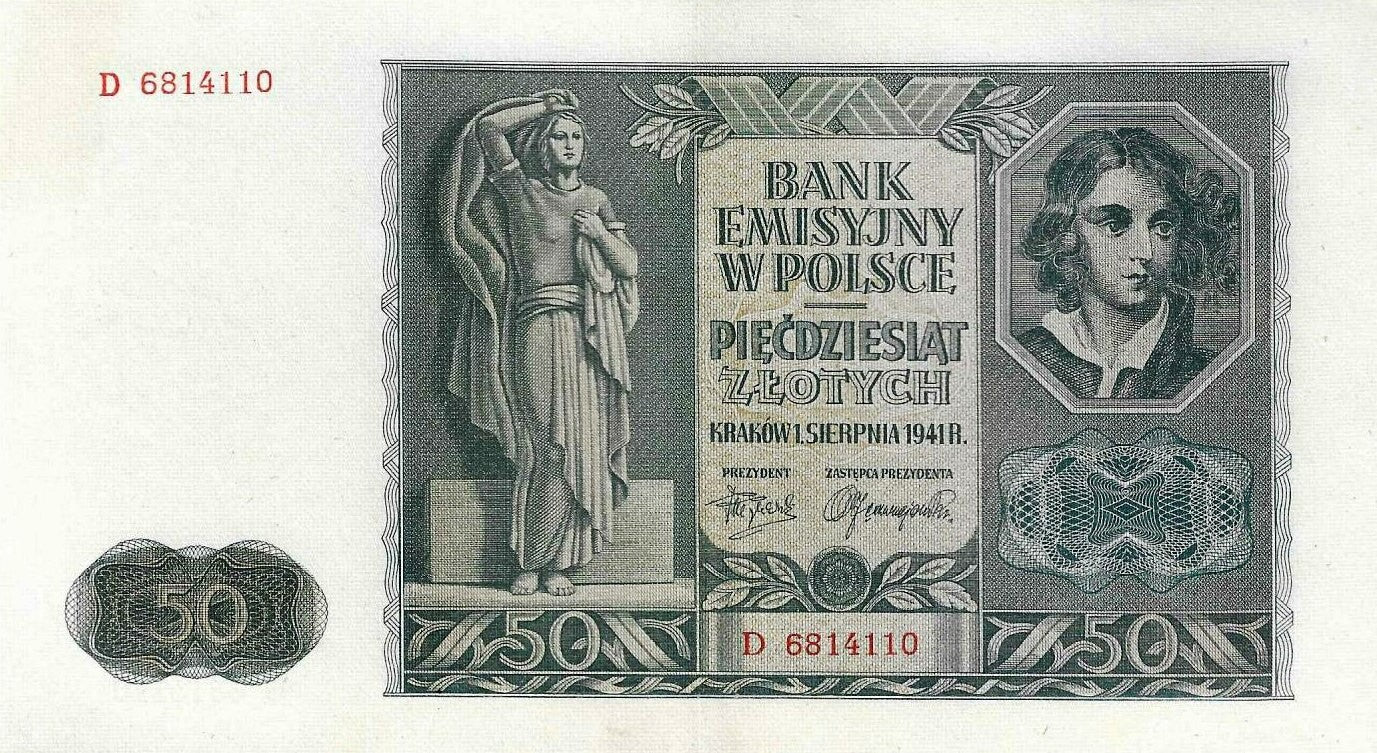 D 6814110
BANK
EMISYJNY
W POLSCE
PIĘĆDZIESIĄT
ZŁOTYCH
KRAKÓW 1. SIERPNIA 1941 R.
PREZYDENT ZASTĘPCA PREZYDENTA
50
50 D 6814110 50